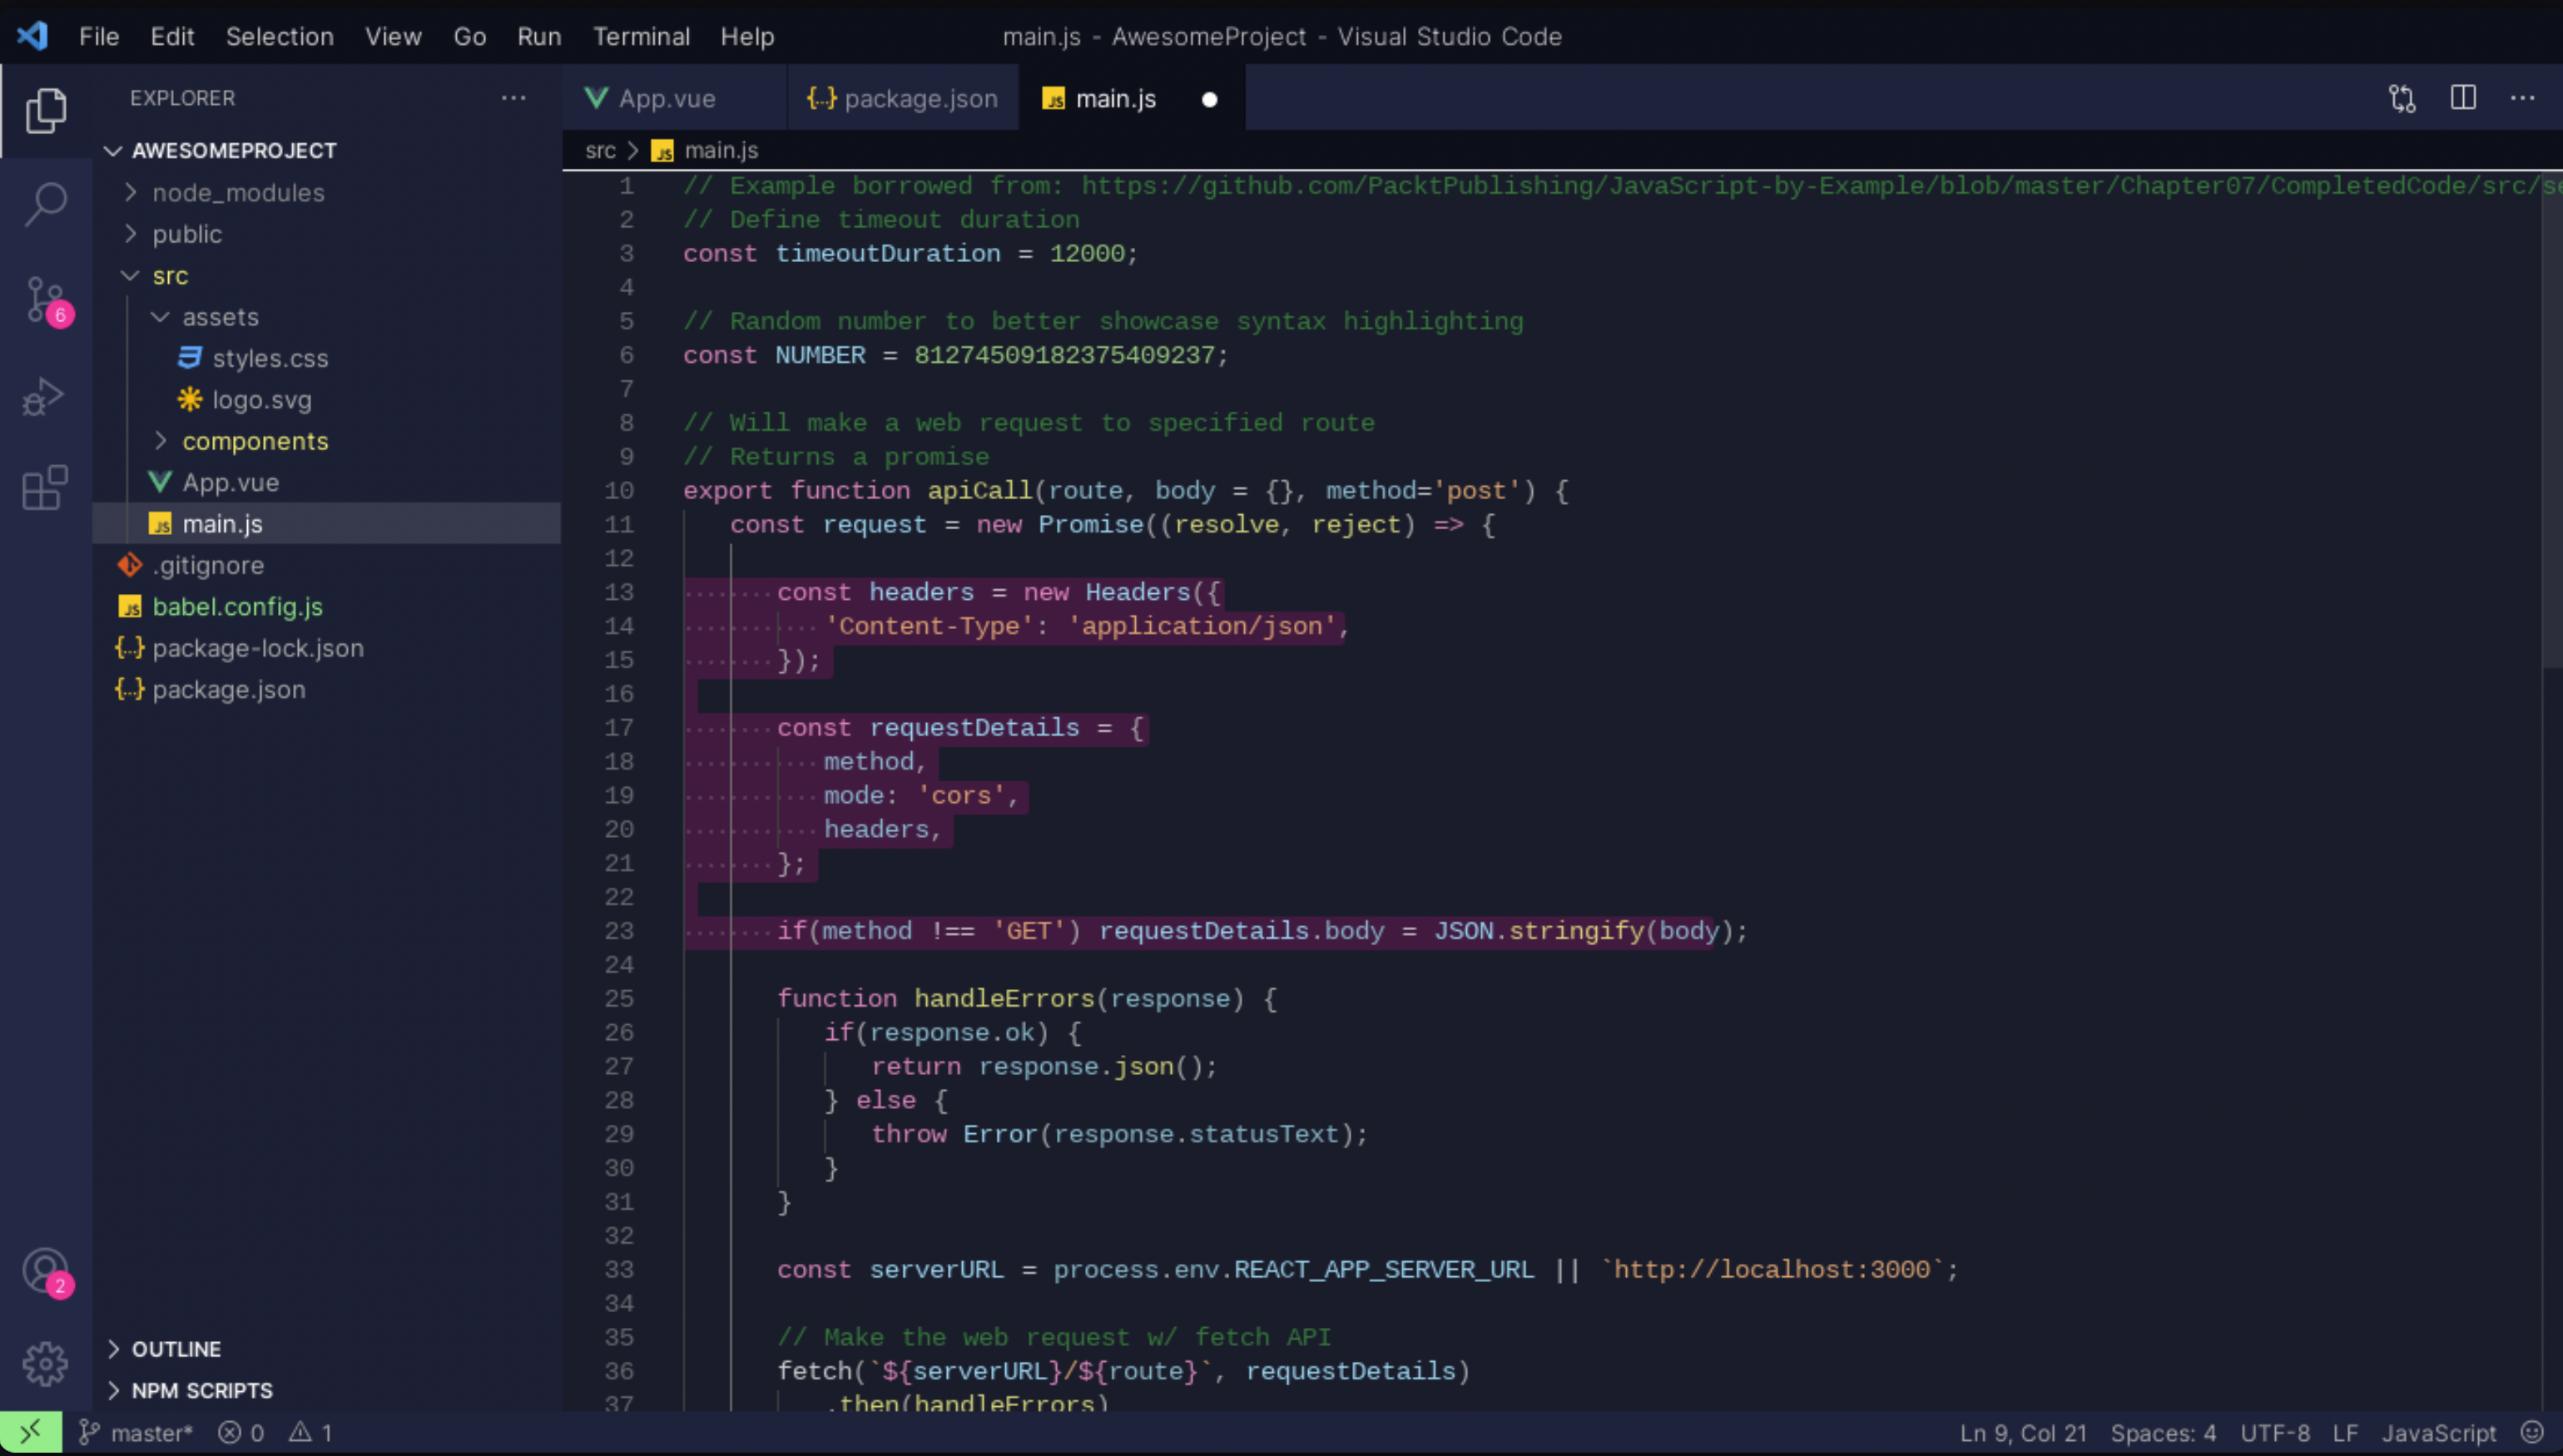 File Edit Selection View Go Run Terminal Help main.js - AwesomeProject - Visual Studio Code
EXPLORER
AWESOMEPROJECT
node_modules
public
src
assets
styles.css
logo.svg
components
App.vue
main.js
.gitignore
babel.config.js
package-lock.json
package.json
OUTLINE
NPM SCRIPTS
6
2
App.vue package.json main.js
src > main.js
1 // Example borrowed from: https://github.com/PacktPublishing/JavaScript-by-Example/blob/master/Chapter07/CompletedCode/src/se
2 // Define timeout duration
3 const timeoutDuration = 12000;
4
5 // Random number to better showcase syntax highlighting
6 const NUMBER = 81274509182375409237;
7
8 // Will make a web request to specified route
9 // Returns a promise
10 export function apiCall(route, body = {}, method='post') {
11 const request = new Promise((resolve, reject) => {
12
13 const headers = new Headers({
14 'Content-Type': 'application/json',
15 });
16
17 const requestDetails = {
18 method,
19 mode: 'cors',
20 headers,
21 };
22
23 if(method !== 'GET') requestDetails.body = JSON.stringify(body);
24
25 function handleErrors(response) {
26 if(response.ok) {
27 return response.json();
28 } else {
29 throw Error(response.statusText);
30 }
31 }
32
33 const serverURL = process.env.REACT_APP_SERVER_URL || `http://localhost:3000`;
34
35 // Make the web request w/ fetch API
36 fetch(`${serverURL}/${route}`, requestDetails)
37 .then(handleErrors)
master* 0 1 Ln 9, Col 21 Spaces: 4 UTF-8 LF JavaScript